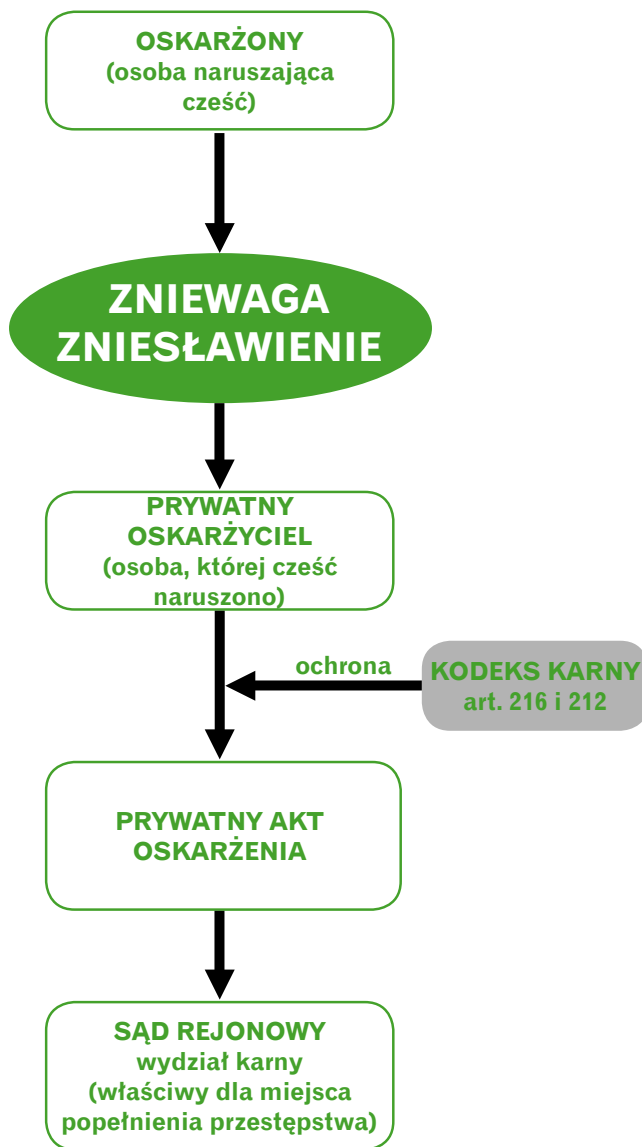 OSKARŻONY
(osoba naruszająca
cześć)
ZNIEWAGA
ZNIESŁAWIENIE
PRYWATNY
OSKARŻYCIEL
(osoba, której cześć
naruszono)
ochrona
KODEKS KARNY
art. 216 i 212
PRYWATNY AKT
OSKARŻENIA
SĄD REJONOWY
wydział karny
(właściwy dla miejsca
popełnienia przestępstwa)